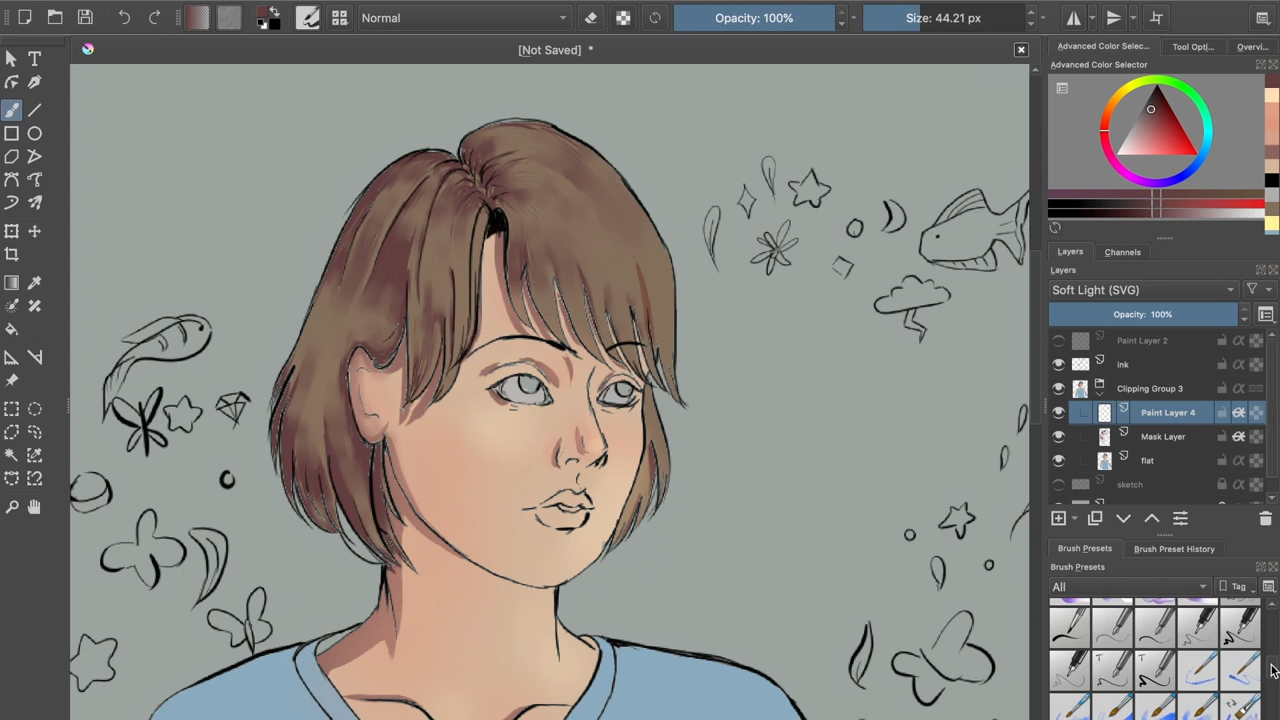 Normal
Opacity: 100%
Size: 44.21 px
[Not Saved] *
Advanced Color Selec...
Tool Opti...
Overvi...
Advanced Color Selector
Layers
Channels
Layers
Soft Light (SVG)
Opacity: 100%
Paint Layer 2
ink
Clipping Group 3
Paint Layer 4
Mask Layer
flat
sketch
Brush Presets
Brush Preset History
Brush Presets
All
Tag